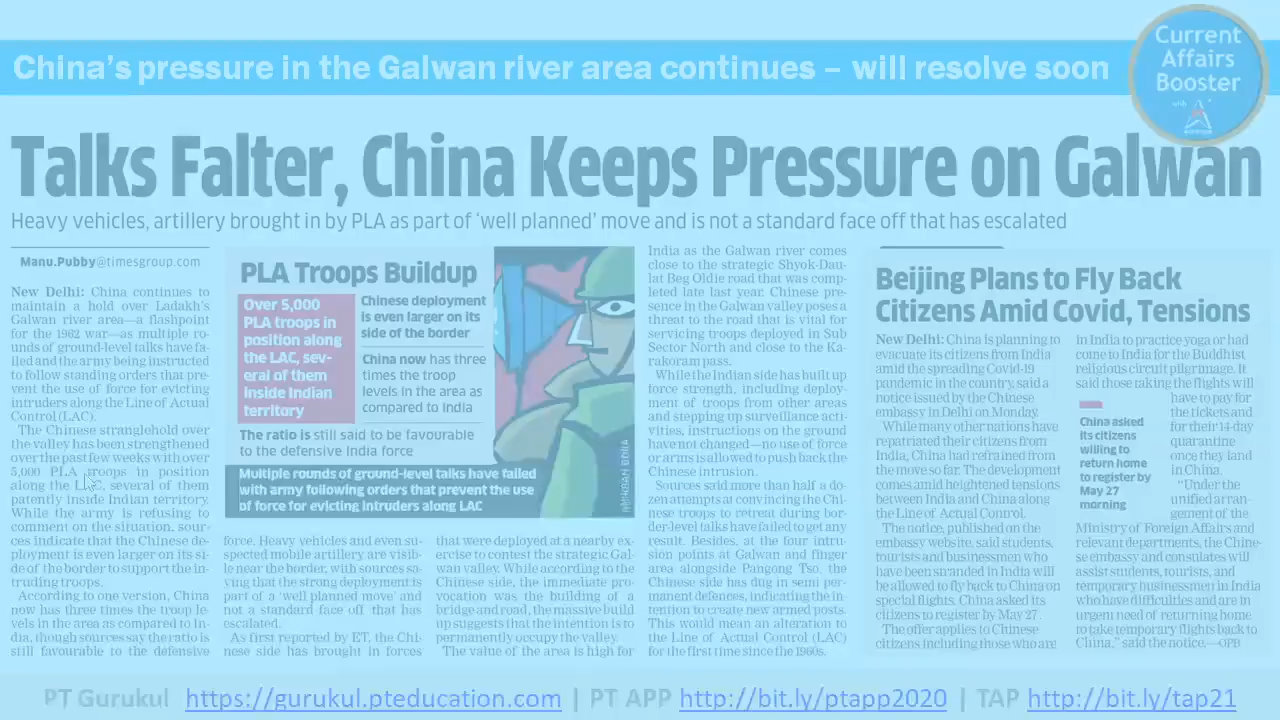 China's pressure in the Galwan river area continues – will resolve soon
Current
Affairs
Booster
with
Talks Falter, China Keeps Pressure on Galwan
Heavy vehicles, artillery brought in by PLA as part of 'well planned' move and is not a standard face off that has escalated
Manu.Pubby@timesgroup.com
New Delhi: China continues to
maintain a hold over Ladakh's
Galwan river area—a flashpoint
for the 1962 war—as multiple ro-
unds of ground-level talks have fa-
iled and the army being instructed
to follow standing orders that pre-
vent the use of force for evicting
intruders along the Line of Actual
Control (LAC).
The Chinese stranglehold over
the valley has been strengthened
over the past few weeks with over
5,000 PLA troops in position
along the LAC, several of them
patently inside Indian territory.
While the army is refusing to
comment on the situation, sour-
ces indicate that the Chinese de-
ployment is even larger on its si-
de of the border to support the in-
truding troops.
According to one version, China
now has three times the troop le-
vels in the area as compared to In-
dia, though sources say the ratio is
still favourable to the defensive
PLA Troops Buildup
Over 5,000
PLA troops in
position along
the LAC, sev-
eral of them
inside Indian
territory
Chinese deployment
is even larger on its
side of the border
China now has three
times the troop
levels in the area as
compared to India
The ratio is still said to be favourable
to the defensive India force
Multiple rounds of ground-level talks have failed
with army following orders that prevent the use
of force for evicting intruders along LAC
ANIRBAN BORA
force. Heavy vehicles and even su-
spected mobile artillery are visib-
le near the border, with sources sa-
ying that the strong deployment is
part of a 'well planned move' and
not a standard face off that has
escalated.
As first reported by ET, the Chi-
nese side has brought in forces
that were deployed at a nearby ex-
ercise to contest the strategic Gal-
wan valley. While according to the
Chinese side, the immediate pro-
vocation was the building of a
bridge and road, the massive build
up suggests that the intention is to
permanently occupy the valley.
The value of the area is high for
India as the Galwan river comes
close to the strategic Shyok-Dau-
lat Beg Oldie road that was comp-
leted late last year. Chinese pre-
sence in the Galwan valley poses a
threat to the road that is vital for
servicing troops deployed in Sub
Sector North and close to the Ka-
rakoram pass.
While the Indian side has built up
force strength, including deploy-
ment of troops from other areas
and stepping up surveillance acti-
vities, instructions on the ground
have not changed—no use of force
or arms is allowed to push back the
Chinese intrusion.
Sources said more than half a do-
zen attempts at convincing the Chi-
nese troops to retreat during bor-
der-level talks have failed to get any
result. Besides, at the four intru-
sion points at Galwan and finger
area alongside Pangong Tso, the
Chinese side has dug in semi per-
manent defences, indicating the in-
tention to create new armed posts.
This would mean an alteration to
the Line of Actual Control (LAC)
for the first time since the 1960s.
Beijing Plans to Fly Back
Citizens Amid Covid, Tensions
New Delhi: China is planning to
evacuate its citizens from India
amid the spreading Covid-19
pandemic in the country, said a
notice issued by the Chinese
embassy in Delhi on Monday.
While many other nations have
repatriated their citizens from
India, China had refrained from
the move so far. The development
comes amid heightened tensions
between India and China along
the Line of Actual Control.
The notice, published on the
embassy website, said students,
tourists and businessmen who
have been stranded in India will
be allowed to fly back to China on
special flights. China asked its
citizens to register by May 27.
The offer applies to Chinese
citizens including those who are
in India to practice yoga or had
come to India for the Buddhist
religious circuit pilgrimage. It
said those taking the flights will
have to pay for
the tickets and
for their 14-day
quarantine
once they land
in China.
"Under the
unified arran-
gement of the
China asked
its citizens
willing to
return home
to register by
May 27
morning
Ministry of Foreign Affairs and
relevant departments, the Chine-
se embassy and consulates will
assist students, tourists, and
temporary businessmen in India
who have difficulties and are in
urgent need of returning home
to take temporary flights back to
China," said the notice.—OPB
PT Gurukul https://gurukul.pteducation.com | PT APP http://bit.ly/ptapp2020 | TAP http://bit.ly/tap21